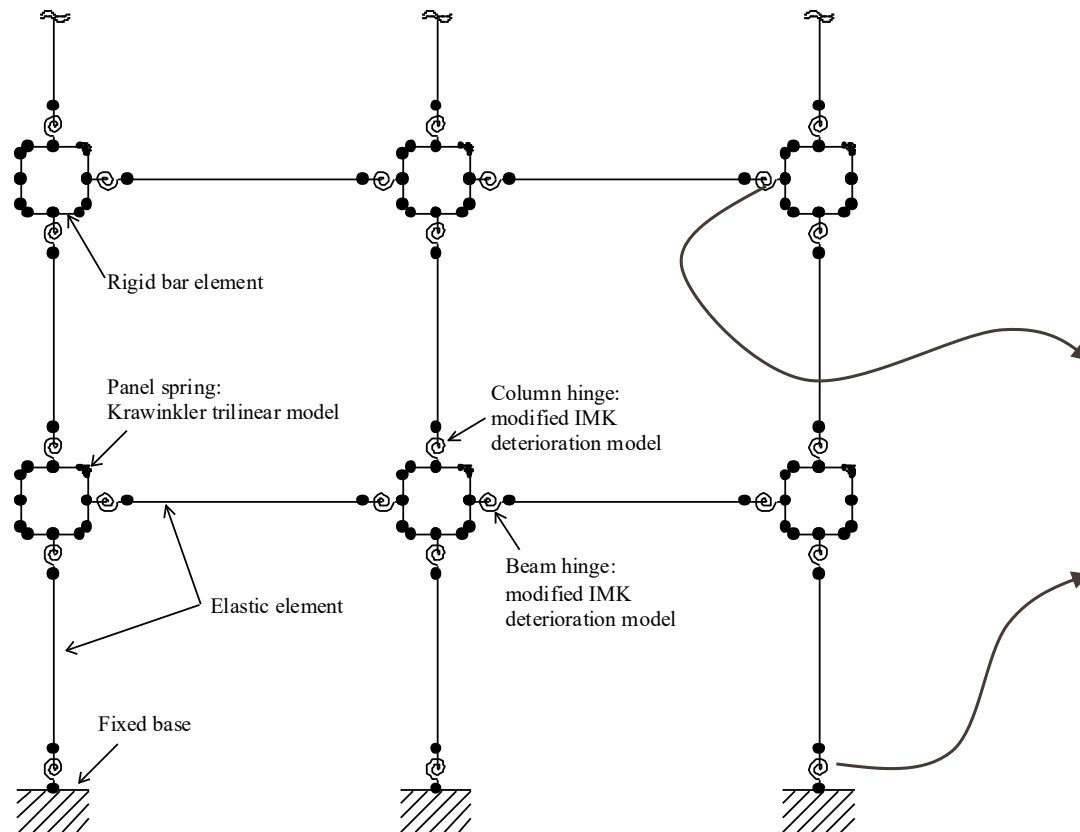 Rigid bar element
Panel spring:
Krawinkler trilinear model
Column hinge:
modified IMK
deterioration model
Beam hinge:
modified IMK
deterioration model
Elastic element
Fixed base